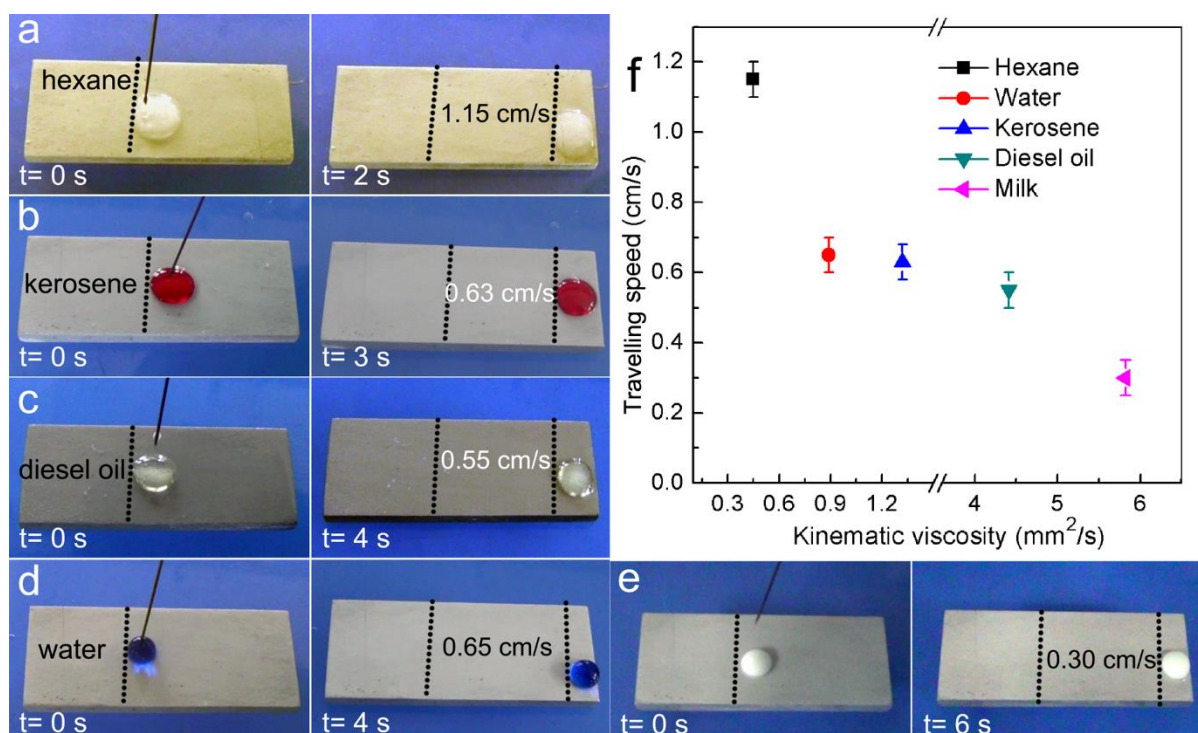 a
hexane
t= 0 s
1.15 cm/s
t= 2 s
b
kerosene
t= 0 s
0.63 cm/s
t= 3 s
c
diesel oil
t= 0 s
0.55 cm/s
t= 4 s
d
water
t= 0 s
0.65 cm/s
t= 4 s
e
t= 0 s
0.30 cm/s
t= 6 s
f
Travelling speed (cm/s)
1.2
1.0
0.8
0.6
0.4
0.2
0.0
Hexane
Water
Kerosene
Diesel oil
Milk
0.3 0.6 0.9 1.2 4 5 6
Kinematic viscosity (mm²/s)